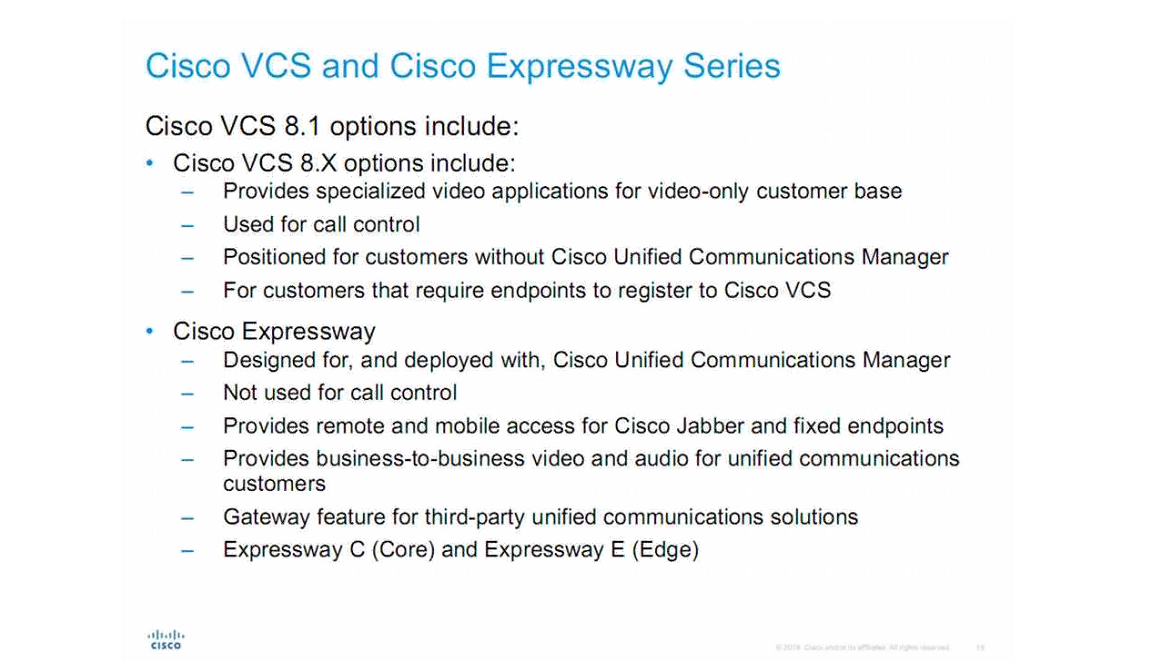 Cisco VCS and Cisco Expressway Series
Cisco VCS 8.1 options include:
• Cisco VCS 8.X options include:
– Provides specialized video applications for video-only customer base
– Used for call control
– Positioned for customers without Cisco Unified Communications Manager
– For customers that require endpoints to register to Cisco VCS
• Cisco Expressway
– Designed for, and deployed with, Cisco Unified Communications Manager
– Not used for call control
– Provides remote and mobile access for Cisco Jabber and fixed endpoints
– Provides business-to-business video and audio for unified communications
customers
– Gateway feature for third-party unified communications solutions
– Expressway C (Core) and Expressway E (Edge)
CISCO
© Cisco and/or its affiliates. All rights reserved.